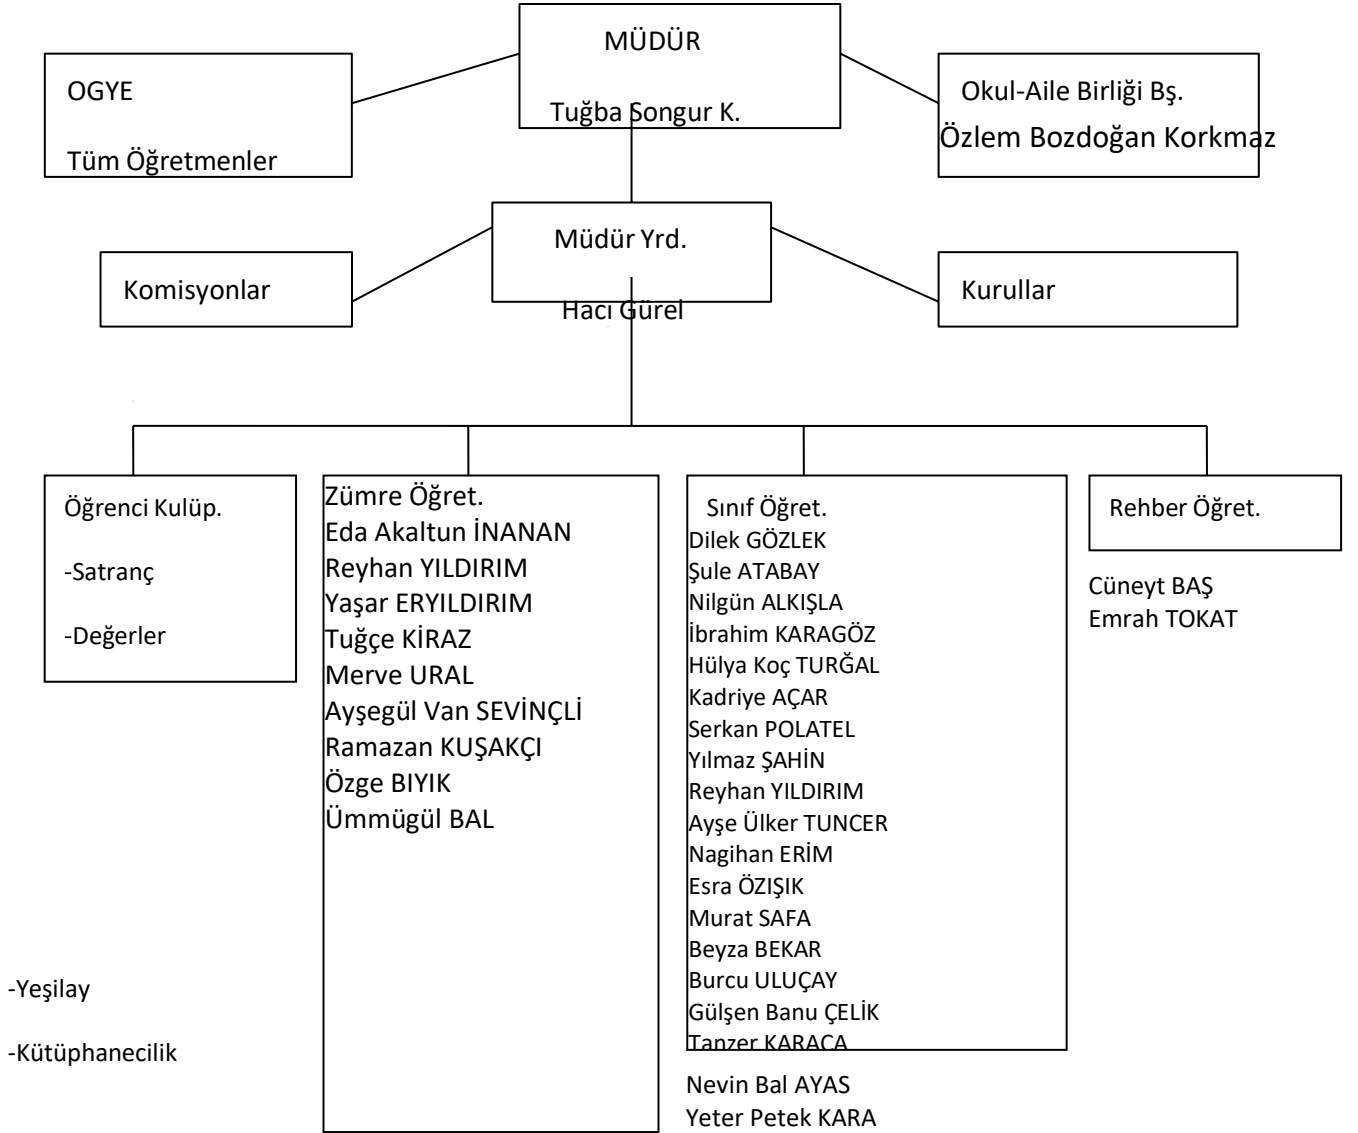 MÜDÜR
Tuğba Songur K.
OGYE
Tüm Öğretmenler
Okul-Aile Birliği Bş.
Özlem Bozdoğan Korkmaz
Müdür Yrd.
Hacı Gürel
Komisyonlar
Kurullar
Öğrenci Kulüp.
-Satranç
-Değerler
-Yeşilay
-Kütüphanecilik
Zümre Öğret.
Eda Akaltun İNANAN
Reyhan YILDIRIM
Yaşar ERYILDIRIM
Tuğçe KİRAZ
Merve URAL
Ayşegül Van SEVİNÇLİ
Ramazan KUŞAKÇI
Özge BIYIK
Ümmügül BAL
Sınıf Öğret.
Dilek GÖZLEK
Şule ATABAY
Nilgün ALKIŞLA
İbrahim KARAGÖZ
Hülya Koç TURĞAL
Kadriye AÇAR
Serkan POLATEL
Yılmaz ŞAHİN
Reyhan YILDIRIM
Ayşe Ülker TUNCER
Nagihan ERİM
Esra ÖZIŞIK
Murat SAFA
Beyza BEKAR
Burcu ULUÇAY
Gülşen Banu ÇELİK
Tanzer KARACA
Nevin Bal AYAS
Yeter Petek KARA
Rehber Öğret.
Cüneyt BAŞ
Emrah TOKAT